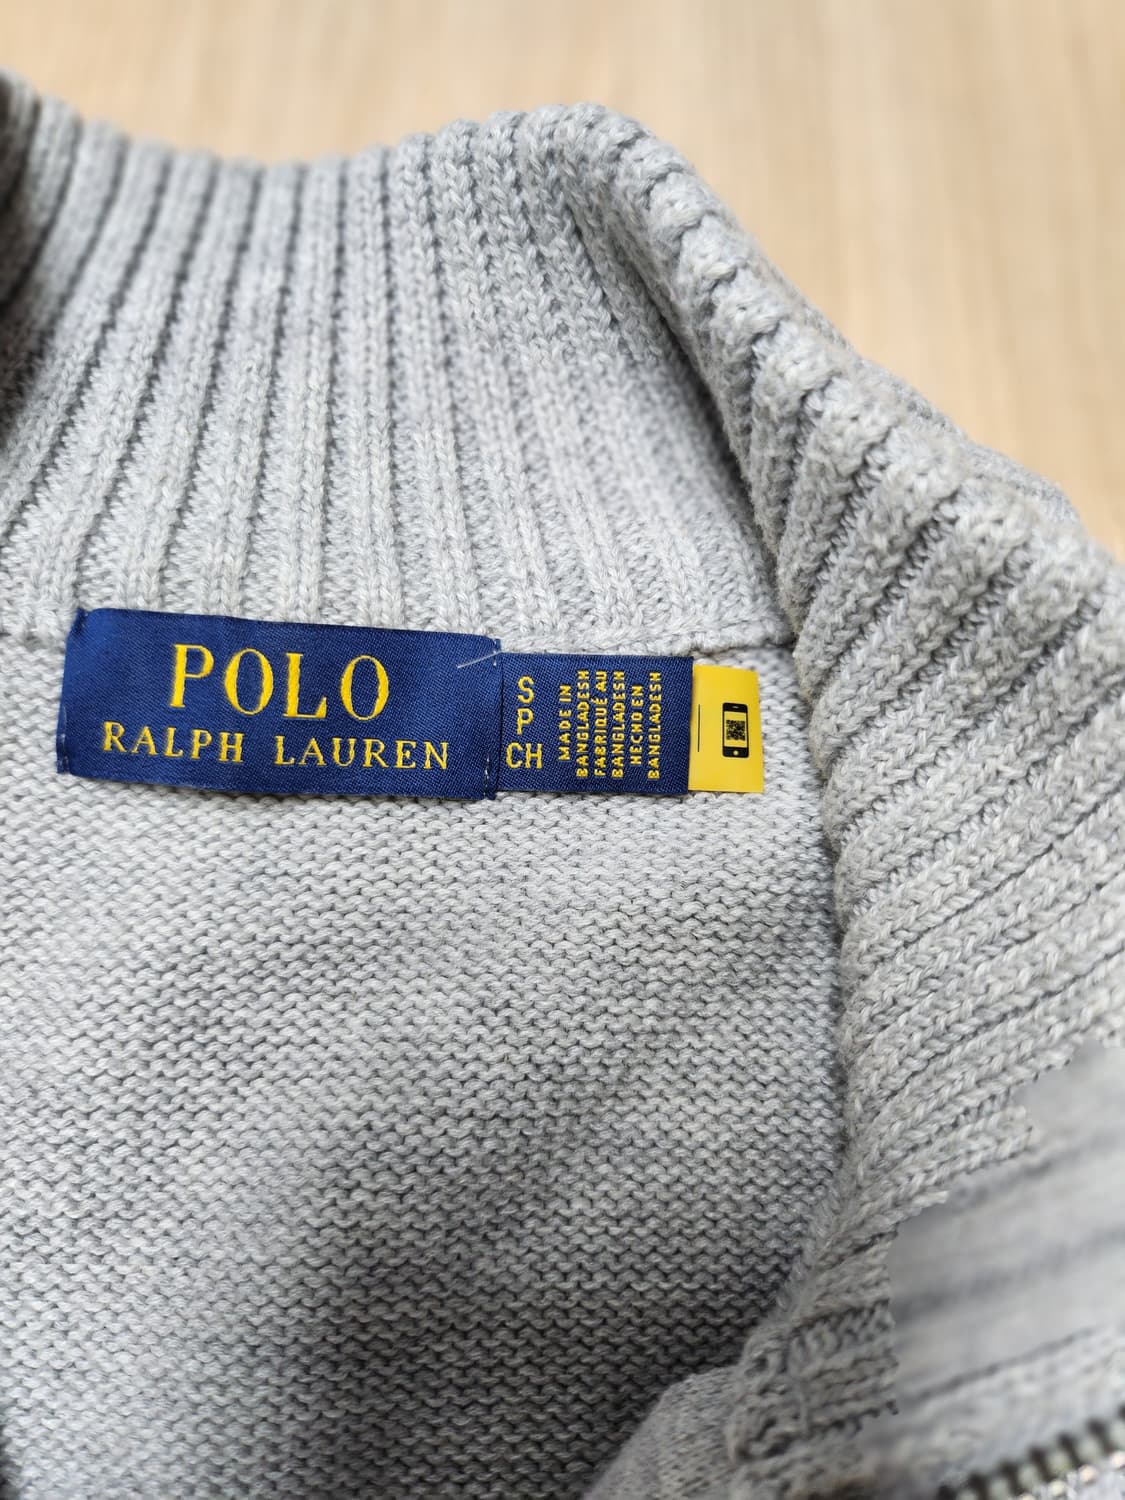 POLO
RALPH LAUREN
S
P
CH
MADE IN
BANGLADESH
FABRIQUÉ AU
BANGLADESH
HECHO EN
BANGLADESH